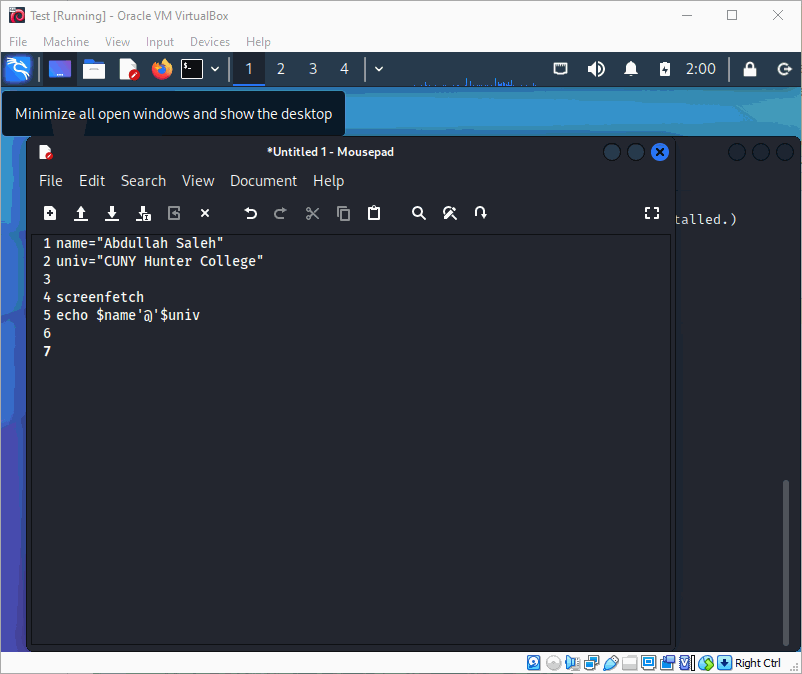 Test [Running] - Oracle VM VirtualBox
File Machine View Input Devices Help
1 2 3 4 2:00
Minimize all open windows and show the desktop
*Untitled 1 - Mousepad
File Edit Search View Document Help
talled.)
1 name="Abdullah Saleh"
2 univ="CUNY Hunter College"
3
4 screenfetch
5 echo $name'@'$univ
6
7
Right Ctrl